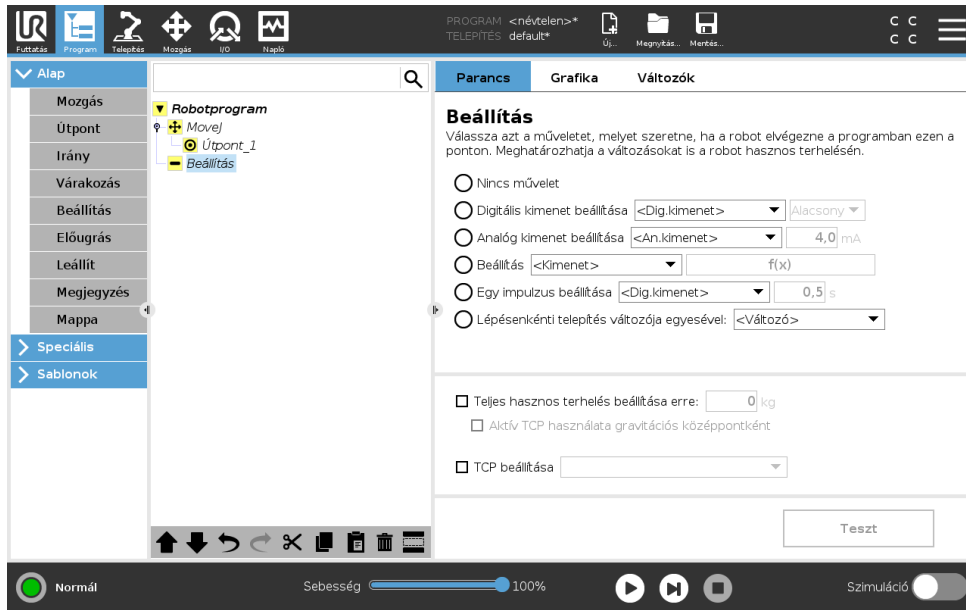 PROGRAM <névtelen>*
TELEPÍTÉS default*
C C
C C
Futtatás Program Telepítés Mozgás I/O Napló Új... Megnyitás... Mentés...
Alap
Mozgás
Útpont
Irány
Várakozás
Beállítás
Előugrás
Leállít
Megjegyzés
Mappa
Speciális
Sablonok
Robotprogram
MoveJ
Útpont_1
Beállítás
Parancs Grafika Változók
Beállítás
Válassza azt a műveletet, melyet szeretne, ha a robot elvégezne a programban ezen a
ponton. Meghatározhatja a változásokat is a robot hasznos terhelésén.
Nincs művelet
Digitális kimenet beállítása <Dig.kimenet> Alacsony
Analóg kimenet beállítása <An.kimenet> 4,0 mA
Beállítás <Kimenet> f(x)
Egy impulzus beállítása <Dig.kimenet> 0,5 s
Lépésenkénti telepítés változója egyesével: <Változó>
Teljes hasznos terhelés beállítása erre: 0 kg
Aktív TCP használata gravitációs középpontként
TCP beállítása
Teszt
Normál Sebesség 100% Szimuláció